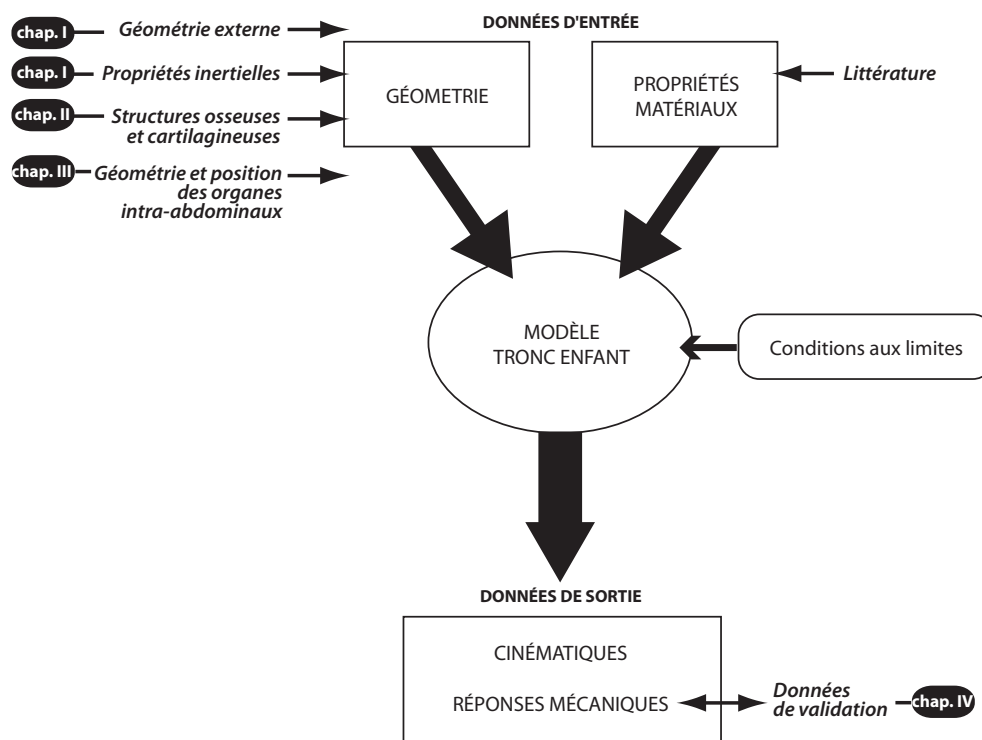 DONNÉES D'ENTRÉE
chap. I
Géométrie externe
chap. I
Propriétés inertielles
chap. II
Structures osseuses
et cartilagineuses
chap. III
Géométrie et position
des organes
intra-abdominaux
GÉOMETRIE
PROPRIÉTÉS
MATÉRIAUX
Littérature
MODÈLE
TRONC ENFANT
Conditions aux limites
DONNÉES DE SORTIE
CINÉMATIQUES
RÉPONSES MÉCANIQUES
Données
de validation
chap. IV